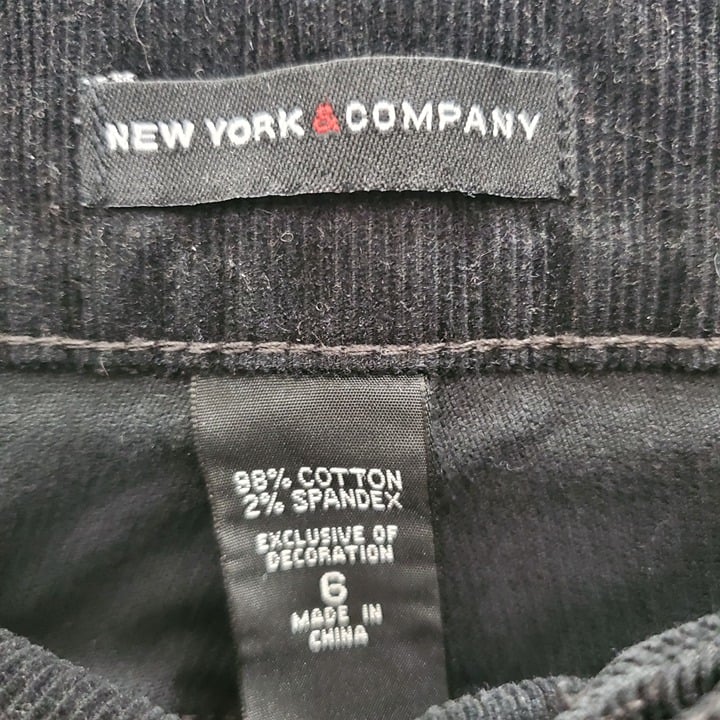 NEW YORK & COMPANY
98% COTTON
2% SPANDEX
EXCLUSIVE OF
DECORATION
6
MADE IN
CHINA